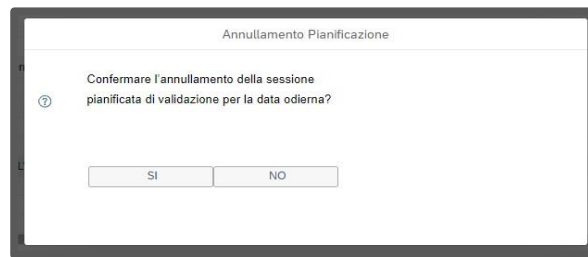 Annullamento Pianificazione
Confermare l'annullamento della sessione
pianificata di validazione per la data odierna?
SI
NO